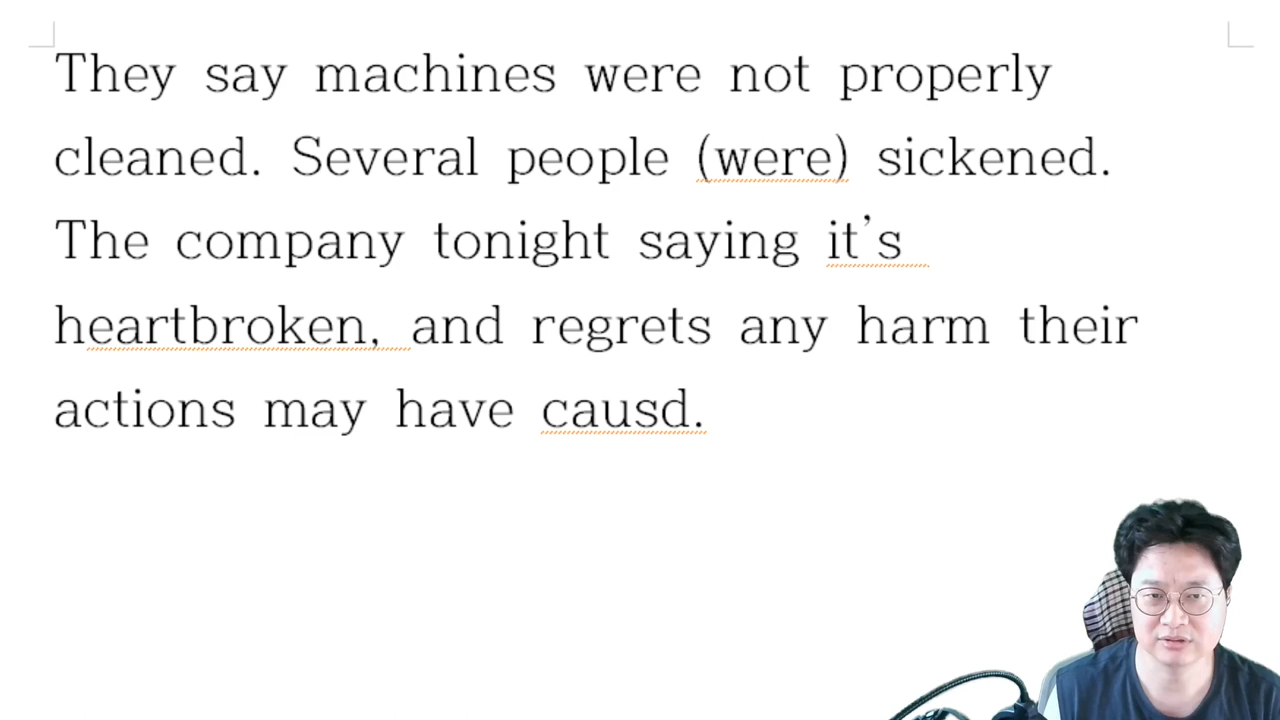 They say machines were not properly
cleaned. Several people (were) sickened.
The company tonight saying it's
heartbroken, and regrets any harm their
actions may have causd.